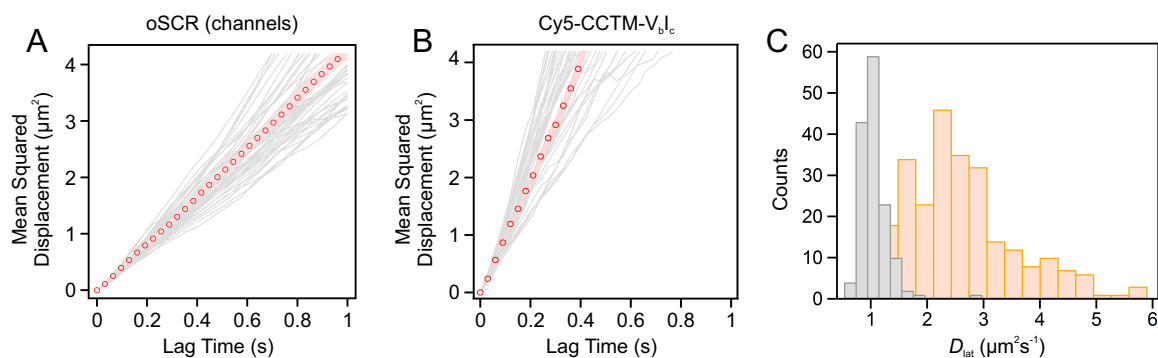 A
oSCR (channels)
Mean Squared
Displacement (μm²)
4
3
2
1
0
0
0.2
0.4
0.6
0.8
1
Lag Time (s)
B
Cy5-CCTM-VbIc
Mean Squared
Displacement (μm²)
4
3
2
1
0
0
0.2
0.4
0.6
0.8
1
Lag Time (s)
C
Counts
60
50
40
30
20
10
0
1
2
3
4
5
6
Dlat (μm²s⁻¹)